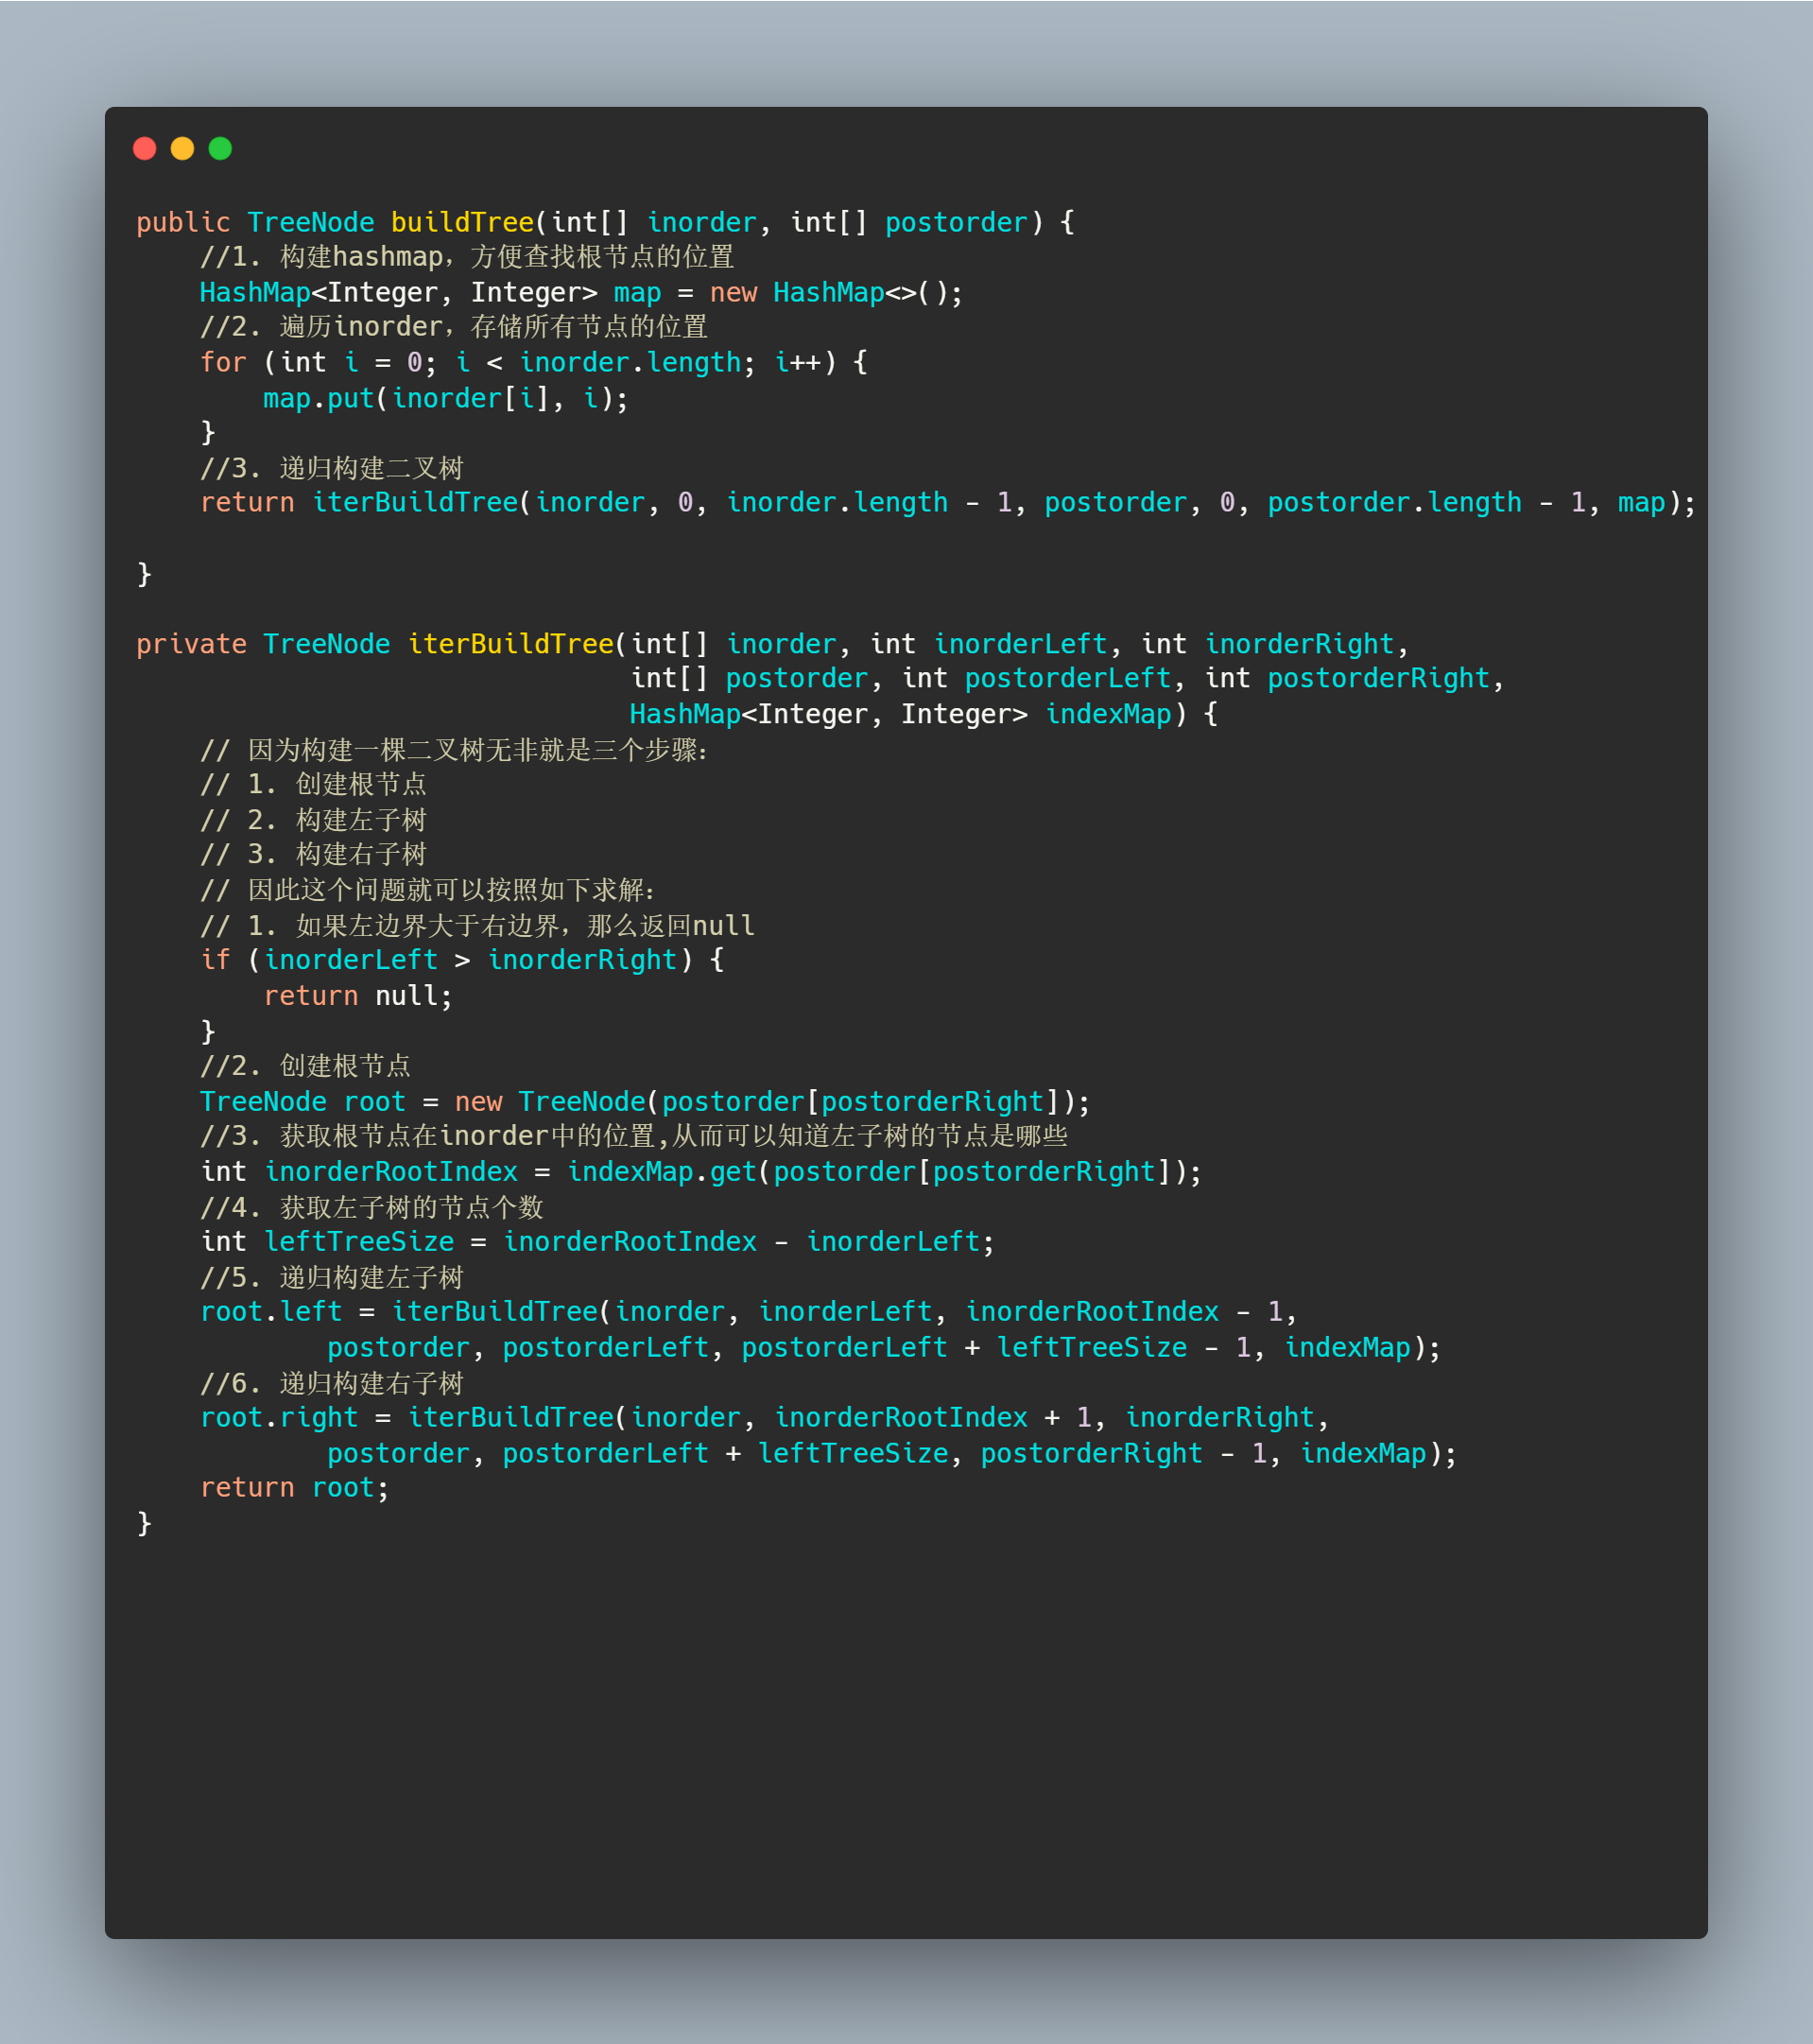 public TreeNode buildTree(int[] inorder, int[] postorder) {
    //1. 构建hashmap，方便查找根节点的位置
    HashMap<Integer, Integer> map = new HashMap<>();
    //2. 遍历inorder，存储所有节点的位置
    for (int i = 0; i < inorder.length; i++) {
        map.put(inorder[i], i);
    }
    //3. 递归构建二叉树
    return iterBuildTree(inorder, 0, inorder.length - 1, postorder, 0, postorder.length - 1, map);

}

private TreeNode iterBuildTree(int[] inorder, int inorderLeft, int inorderRight,
                               int[] postorder, int postorderLeft, int postorderRight,
                               HashMap<Integer, Integer> indexMap) {
    // 因为构建一棵二叉树无非就是三个步骤：
    // 1. 创建根节点
    // 2. 构建左子树
    // 3. 构建右子树
    // 因此这个问题就可以按照如下求解：
    // 1. 如果左边界大于右边界，那么返回null
    if (inorderLeft > inorderRight) {
        return null;
    }
    //2. 创建根节点
    TreeNode root = new TreeNode(postorder[postorderRight]);
    //3. 获取根节点在inorder中的位置,从而可以知道左子树的节点是哪些
    int inorderRootIndex = indexMap.get(postorder[postorderRight]);
    //4. 获取左子树的节点个数
    int leftTreeSize = inorderRootIndex - inorderLeft;
    //5. 递归构建左子树
    root.left = iterBuildTree(inorder, inorderLeft, inorderRootIndex - 1,
            postorder, postorderLeft, postorderLeft + leftTreeSize - 1, indexMap);
    //6. 递归构建右子树
    root.right = iterBuildTree(inorder, inorderRootIndex + 1, inorderRight,
            postorder, postorderLeft + leftTreeSize, postorderRight - 1, indexMap);
    return root;
}